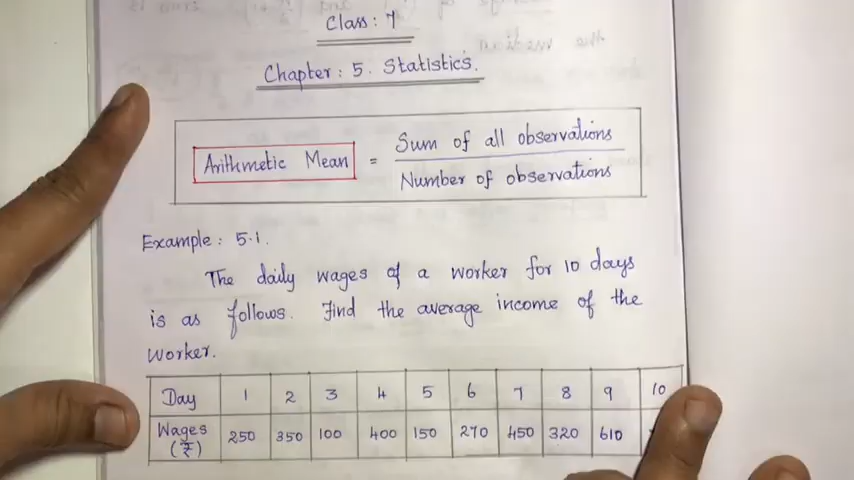 Class : 7
Chapter : 5. Statistics.
Arithmetic Mean = Sum of all observations
Number of observations
Example : 5.1.
The daily wages of a worker for 10 days
is as follows. Find the average income of the
worker.
Day 1 2 3 4 5 6 7 8 9 10
Wages (₹) 250 350 100 400 150 270 450 320 610